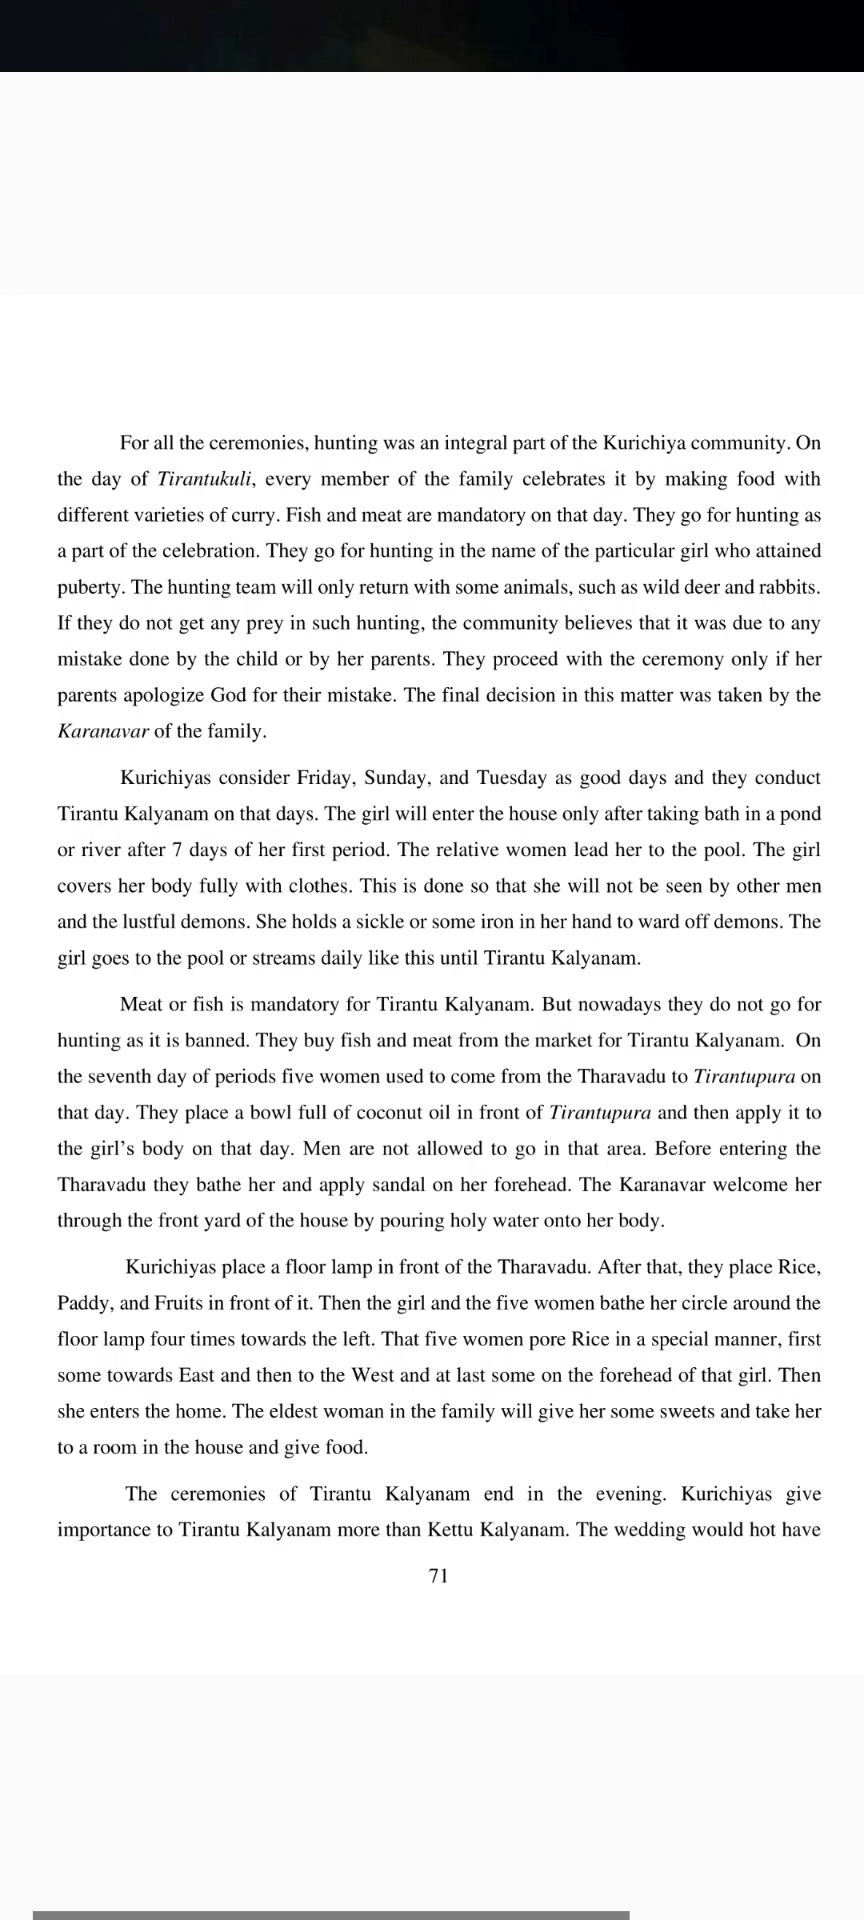 For all the ceremonies, hunting was an integral part of the Kurichiya community. On
the day of Tirantukuli, every member of the family celebrates it by making food with
different varieties of curry. Fish and meat are mandatory on that day. They go for hunting as
a part of the celebration. They go for hunting in the name of the particular girl who attained
puberty. The hunting team will only return with some animals, such as wild deer and rabbits.
If they do not get any prey in such hunting, the community believes that it was due to any
mistake done by the child or by her parents. They proceed with the ceremony only if her
parents apologize God for their mistake. The final decision in this matter was taken by the
Karanavar of the family.
Kurichiyas consider Friday, Sunday, and Tuesday as good days and they conduct
Tirantu Kalyanam on that days. The girl will enter the house only after taking bath in a pond
or river after 7 days of her first period. The relative women lead her to the pool. The girl
covers her body fully with clothes. This is done so that she will not be seen by other men
and the lustful demons. She holds a sickle or some iron in her hand to ward off demons. The
girl goes to the pool or streams daily like this until Tirantu Kalyanam.
Meat or fish is mandatory for Tirantu Kalyanam. But nowadays they do not go for
hunting as it is banned. They buy fish and meat from the market for Tirantu Kalyanam. On
the seventh day of periods five women used to come from the Tharavadu to Tirantupura on
that day. They place a bowl full of coconut oil in front of Tirantupura and then apply it to
the girl's body on that day. Men are not allowed to go in that area. Before entering the
Tharavadu they bathe her and apply sandal on her forehead. The Karanavar welcome her
through the front yard of the house by pouring holy water onto her body.
Kurichiyas place a floor lamp in front of the Tharavadu. After that, they place Rice,
Paddy, and Fruits in front of it. Then the girl and the five women bathe her circle around the
floor lamp four times towards the left. That five women pore Rice in a special manner, first
some towards East and then to the West and at last some on the forehead of that girl. Then
she enters the home. The eldest woman in the family will give her some sweets and take her
to a room in the house and give food.
The ceremonies of Tirantu Kalyanam end in the evening. Kurichiyas give
importance to Tirantu Kalyanam more than Kettu Kalyanam. The wedding would hot have
71